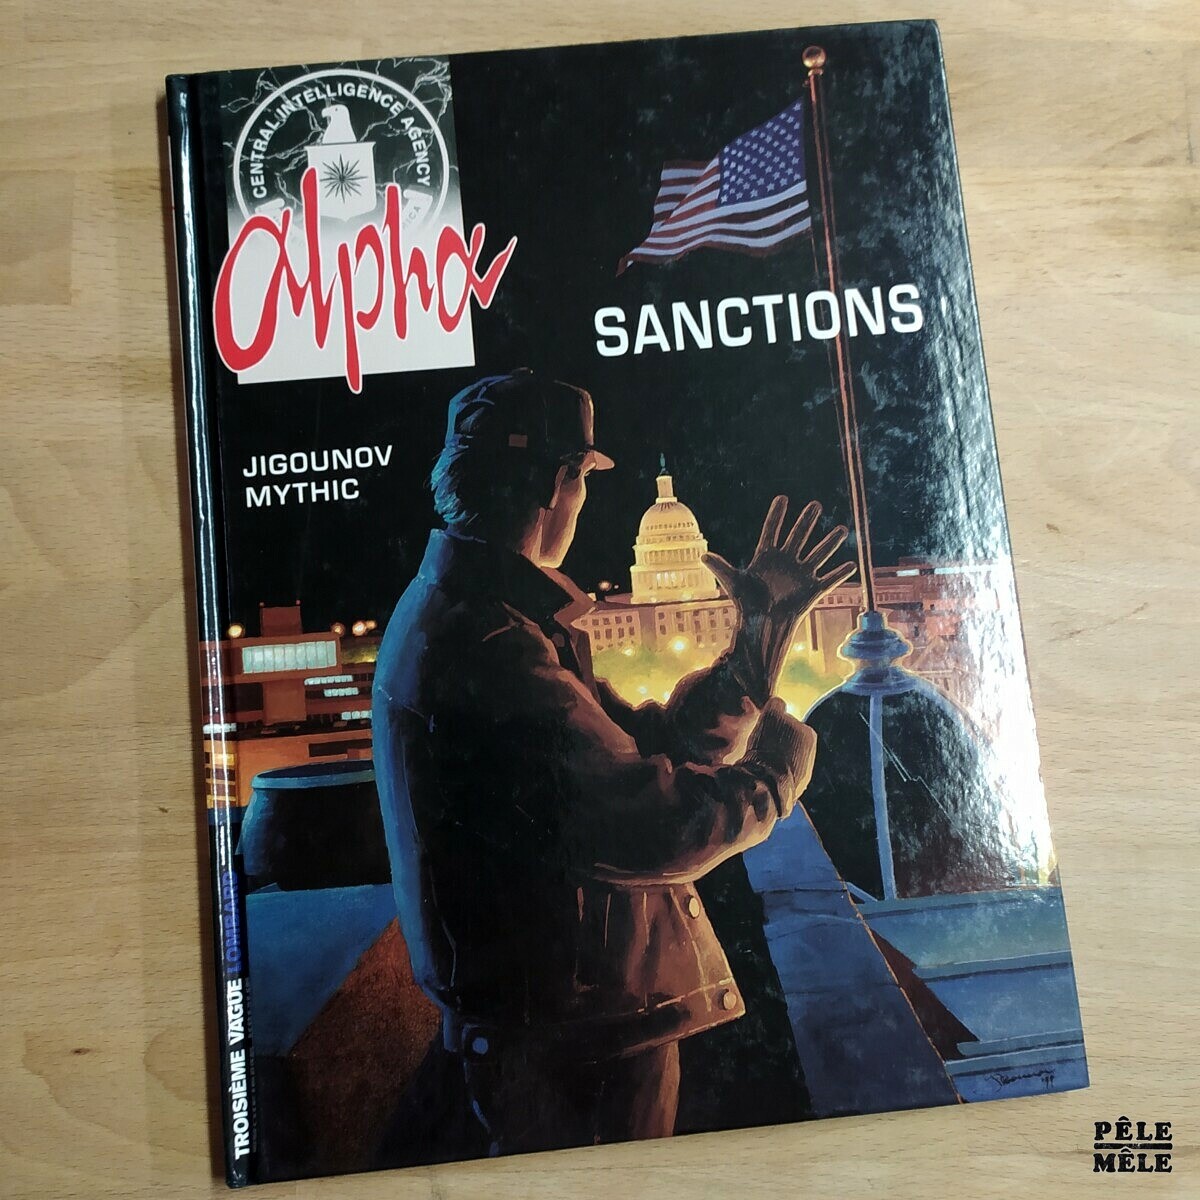 CENTRAL INTELLIGENCE AGENCY
alpha
SANCTIONS
JIGOUNOV
MYTHIC
TROISIÈME VAGUE LOMBARD
PÊLE
MÊLE